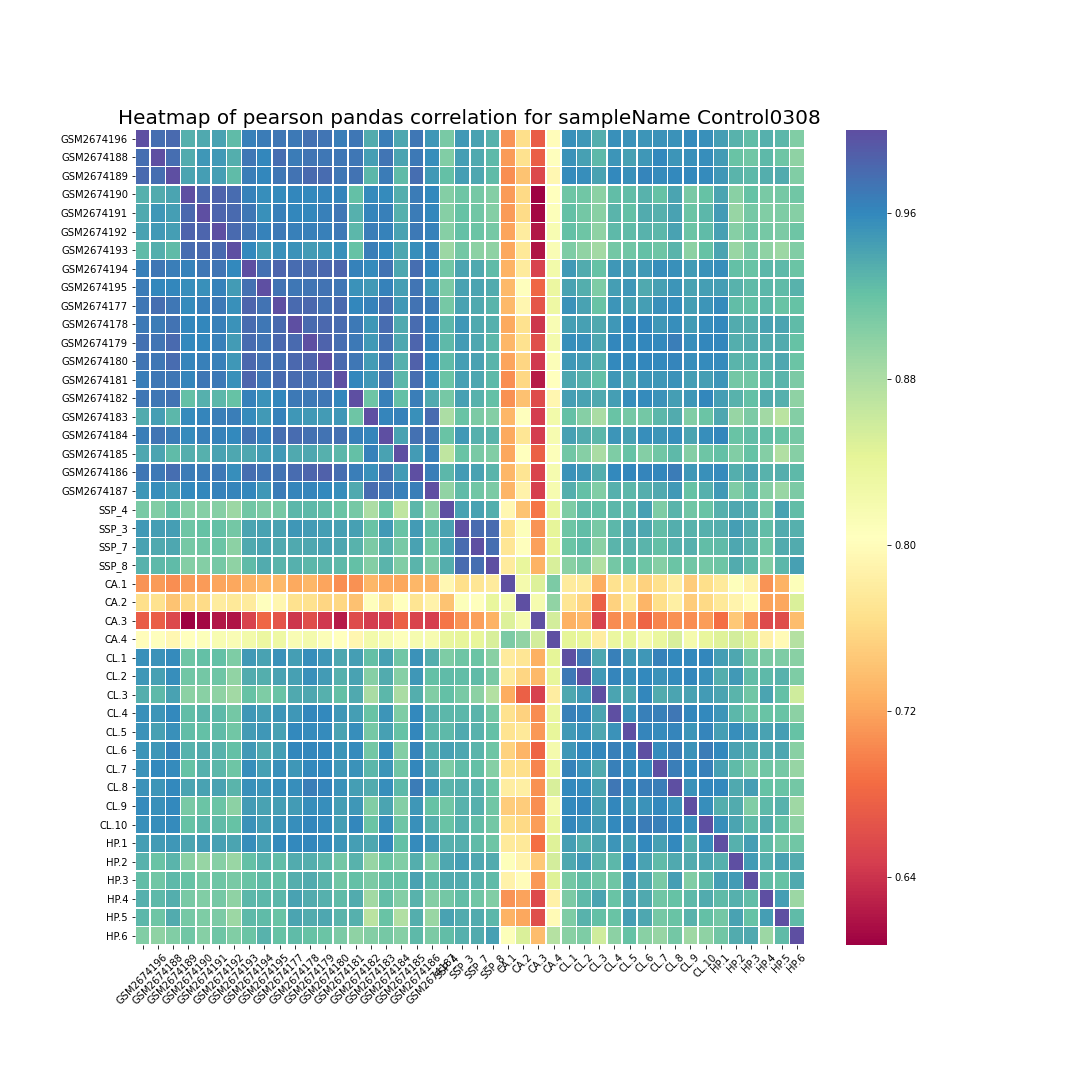 Heatmap of pearson pandas correlation for sampleName Control0308
GSM2674196
GSM2674188
GSM2674189
GSM2674190
GSM2674191
GSM2674192
GSM2674193
GSM2674194
GSM2674195
GSM2674177
GSM2674178
GSM2674179
GSM2674180
GSM2674181
GSM2674182
GSM2674183
GSM2674184
GSM2674185
GSM2674186
GSM2674187
SSP_4
SSP_3
SSP_7
SSP_8
CA.1
CA.2
CA.3
CA.4
CL.1
CL.2
CL.3
CL.4
CL.5
CL.6
CL.7
CL.8
CL.9
CL.10
HP.1
HP.2
HP.3
HP.4
HP.5
HP.6
GSM2674196
GSM2674188
GSM2674189
GSM2674190
GSM2674191
GSM2674192
GSM2674193
GSM2674194
GSM2674195
GSM2674177
GSM2674178
GSM2674179
GSM2674180
GSM2674181
GSM2674182
GSM2674183
GSM2674184
GSM2674185
GSM2674186
GSM2674187
SSP_4
SSP_3
SSP_7
SSP_8
CA.1
CA.2
CA.3
CA.4
CL.1
CL.2
CL.3
CL.4
CL.5
CL.6
CL.7
CL.8
CL.9
CL.10
HP.1
HP.2
HP.3
HP.4
HP.5
HP.6
0.96
0.88
0.80
0.72
0.64